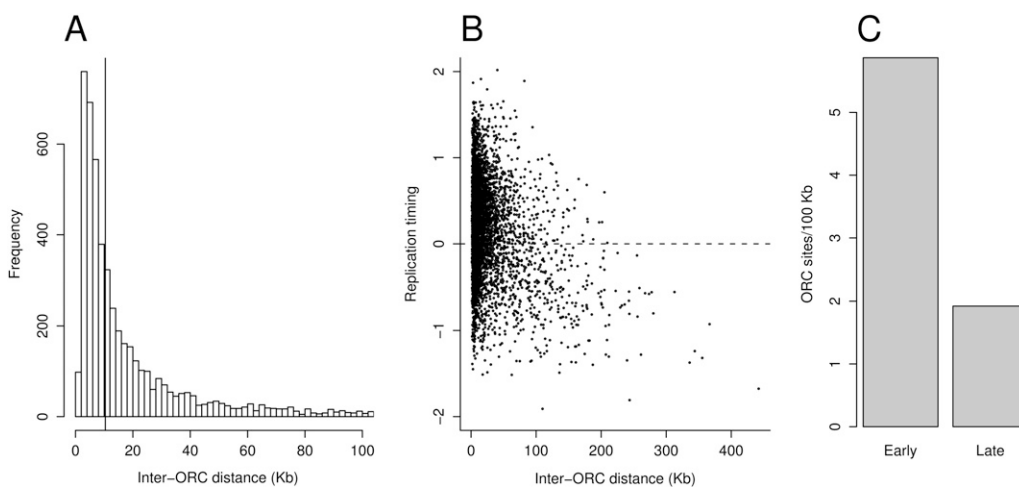 A
Frequency
0
200
400
600
0 20 40 60 80 100
Inter−ORC distance (Kb)
B
Replication timing
−2
−1
0
1
2
0 100 200 300 400
Inter−ORC distance (Kb)
C
ORC sites/100 Kb
0
1
2
3
4
5
Early Late